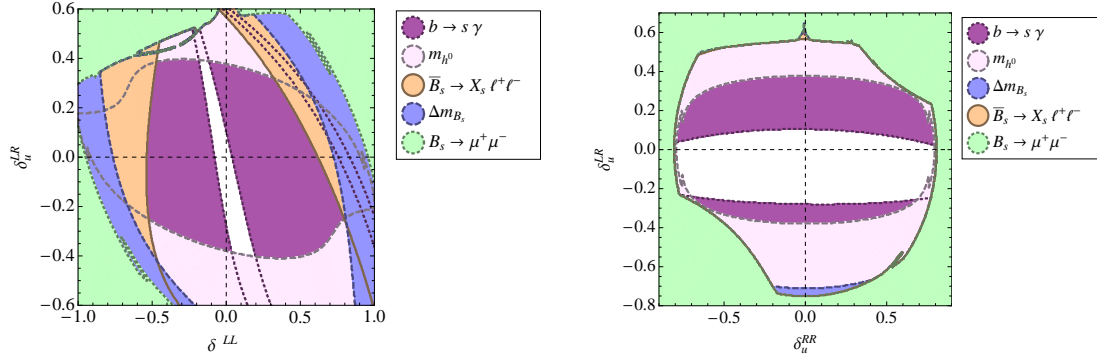 0.6
0.4
0.2
0.0
−0.2
−0.4
−0.6
δ_u^{LR}
−1.0 −0.5 0.0 0.5 1.0
δ^{LL}
b → s γ
m_{h^0}
B̅_s → X_s ℓ^+ ℓ^−
Δm_{B_s}
B_s → μ^+ μ^−
0.8
0.6
0.4
0.2
0.0
−0.2
−0.4
−0.6
−0.8
δ_u^{LR}
−0.5 0.0 0.5
δ_u^{RR}
b → s γ
m_{h^0}
Δm_{B_s}
B̅_s → X_s ℓ^+ ℓ^−
B_s → μ^+ μ^−